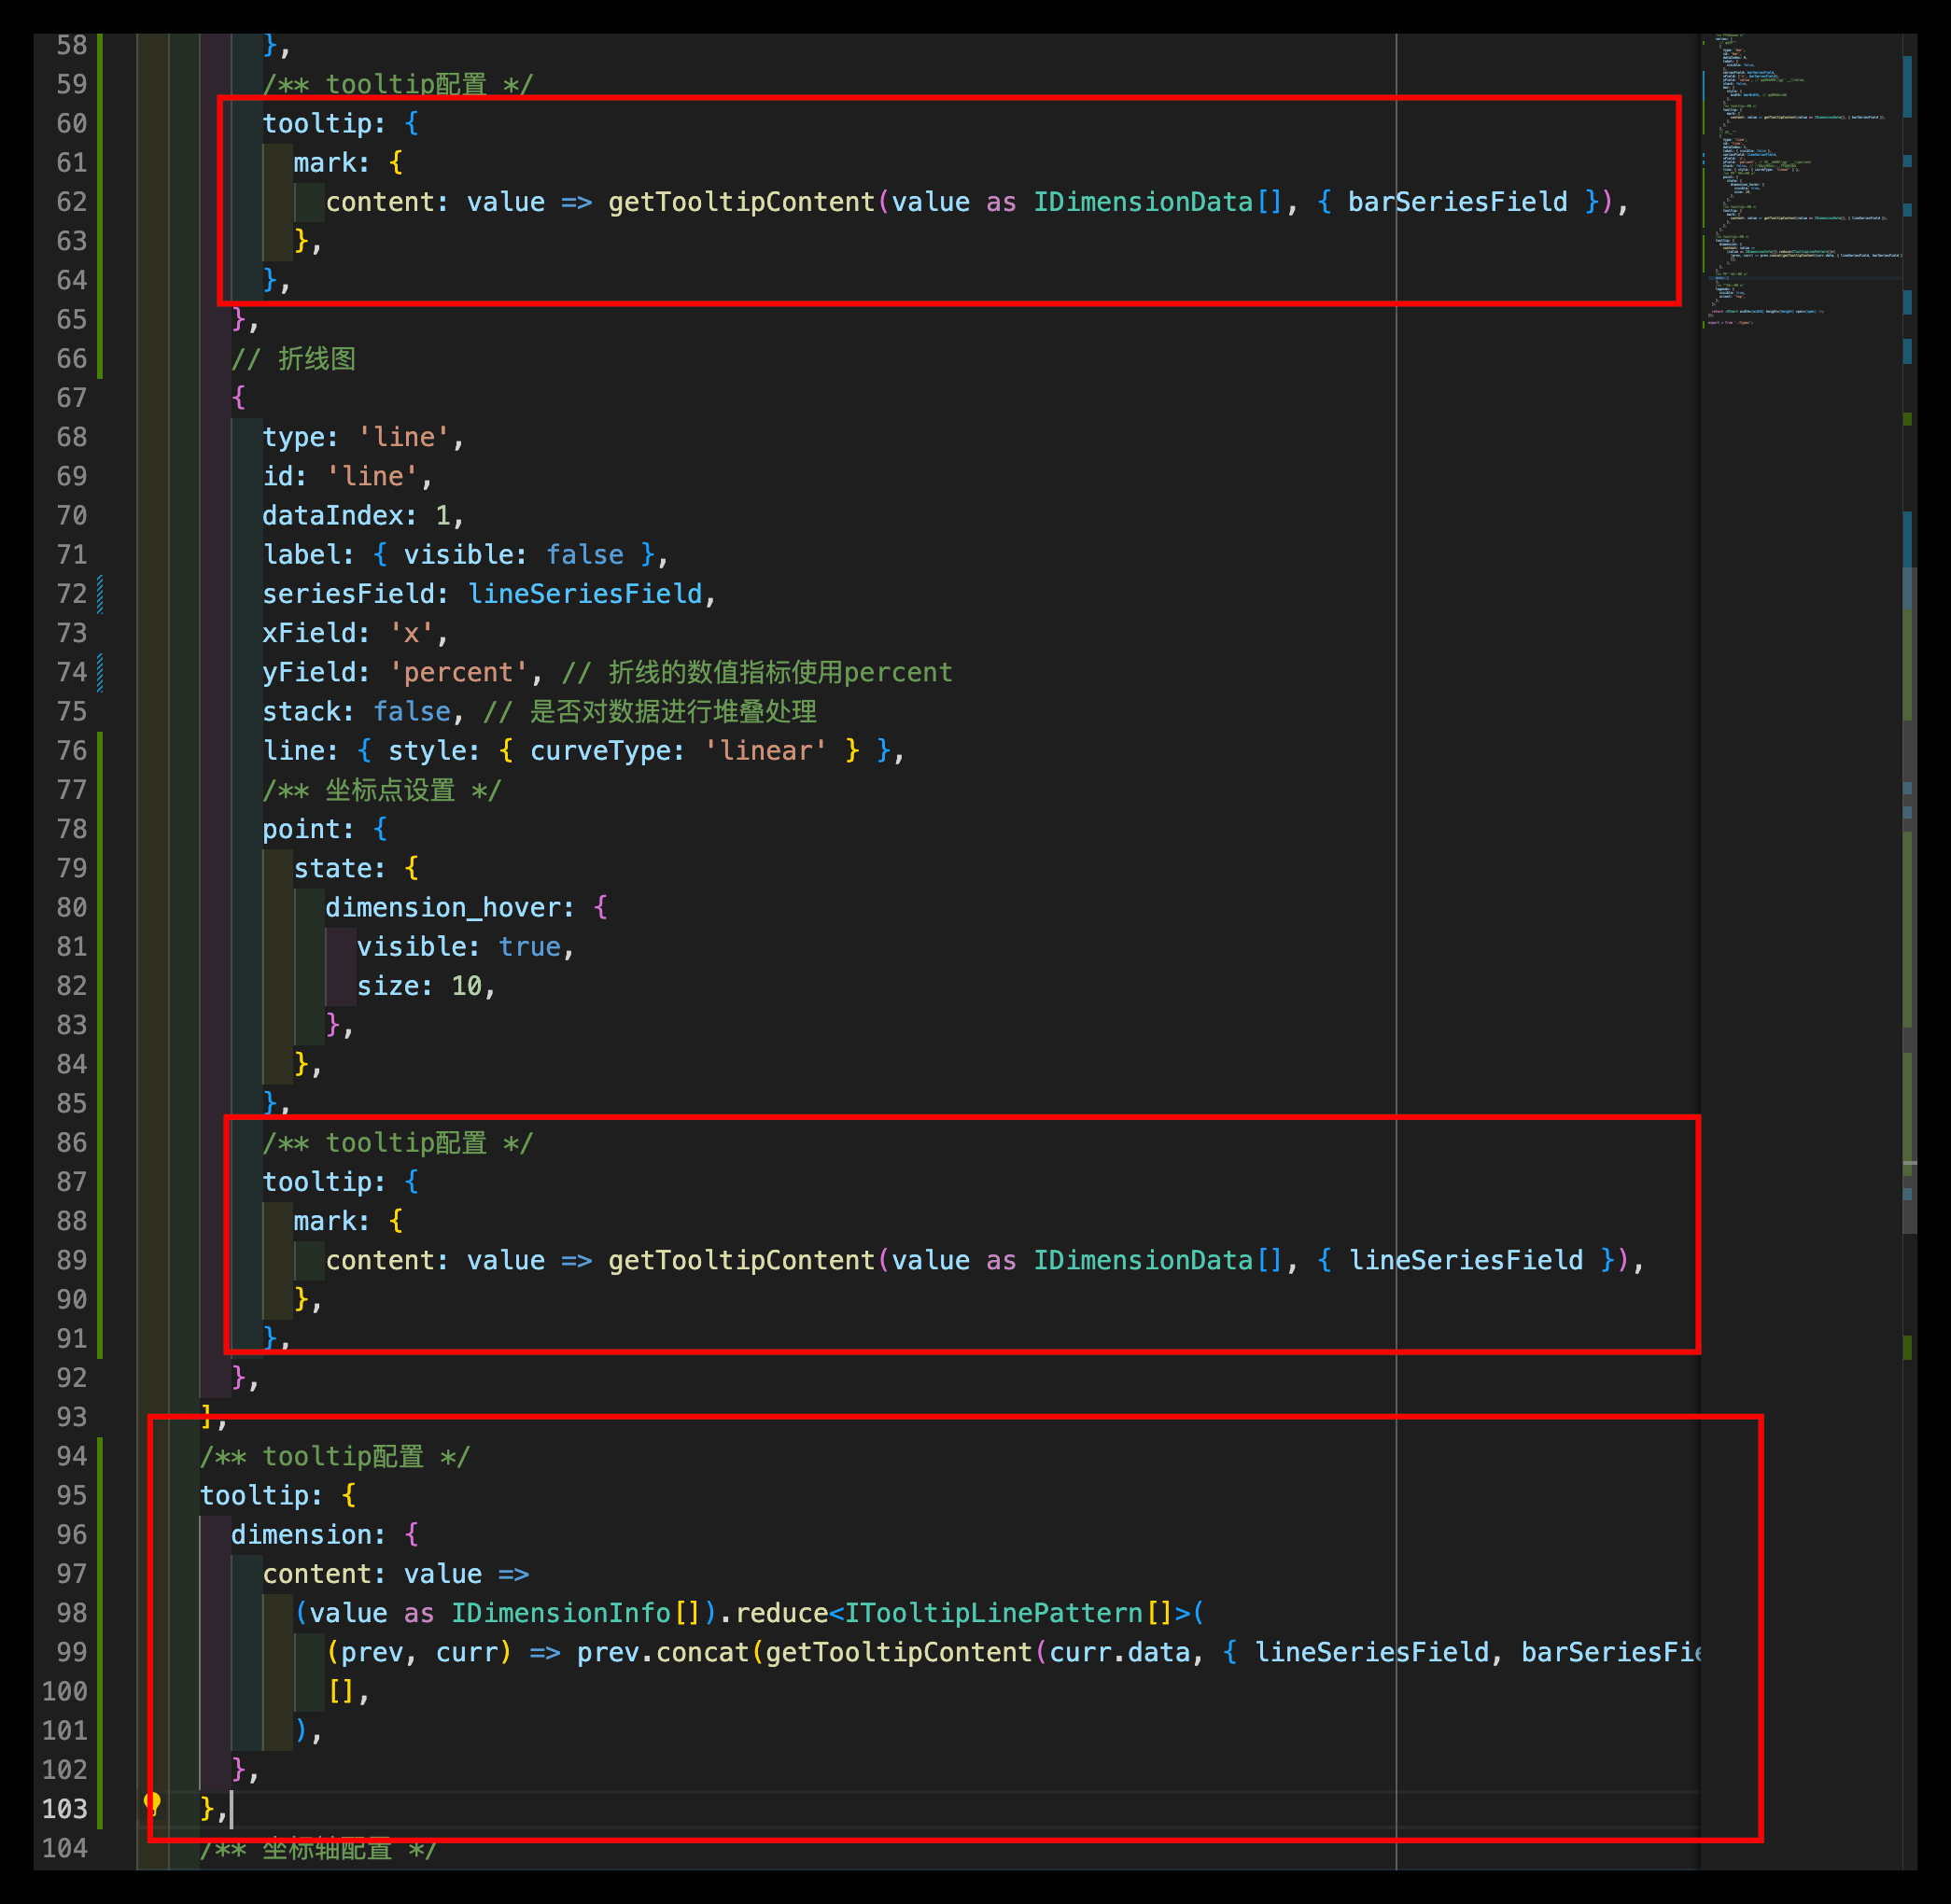 58 },
59 /** tooltip配置 */
60 tooltip: {
61 mark: {
62 content: value => getTooltipContent(value as IDimensionData[], { barSeriesField }),
63 },
64 },
65 },
66 // 折线图
67 {
68 type: 'line',
69 id: 'line',
70 dataIndex: 1,
71 label: { visible: false },
72 seriesField: lineSeriesField,
73 xField: 'x',
74 yField: 'percent', // 折线的数值指标使用percent
75 stack: false, // 是否对数据进行堆叠处理
76 line: { style: { curveType: 'linear' } },
77 /** 坐标点设置 */
78 point: {
79 state: {
80 dimension_hover: {
81 visible: true,
82 size: 10,
83 },
84 },
85 },
86 /** tooltip配置 */
87 tooltip: {
88 mark: {
89 content: value => getTooltipContent(value as IDimensionData[], { lineSeriesField }),
90 },
91 },
92 },
93 ],
94 /** tooltip配置 */
95 tooltip: {
96 dimension: {
97 content: value =>
98 (value as IDimensionInfo[]).reduce<ITooltipLinePattern[]>(
99 (prev, curr) => prev.concat(getTooltipContent(curr.data, { lineSeriesField, barSeriesFie
100 [],
101 ),
102 },
103 },
104 /** 坐标轴配置 */